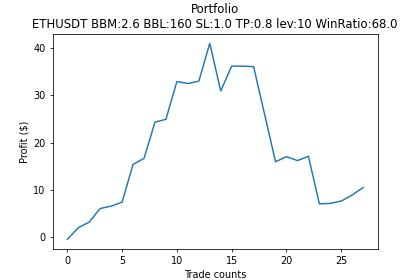 Portfolio
ETHUSDT BBM:2.6 BBL:160 SL:1.0 TP:0.8 lev:10 WinRatio:68.0
40
30
20
10
0
Profit ($)
0 5 10 15 20 25
Trade counts